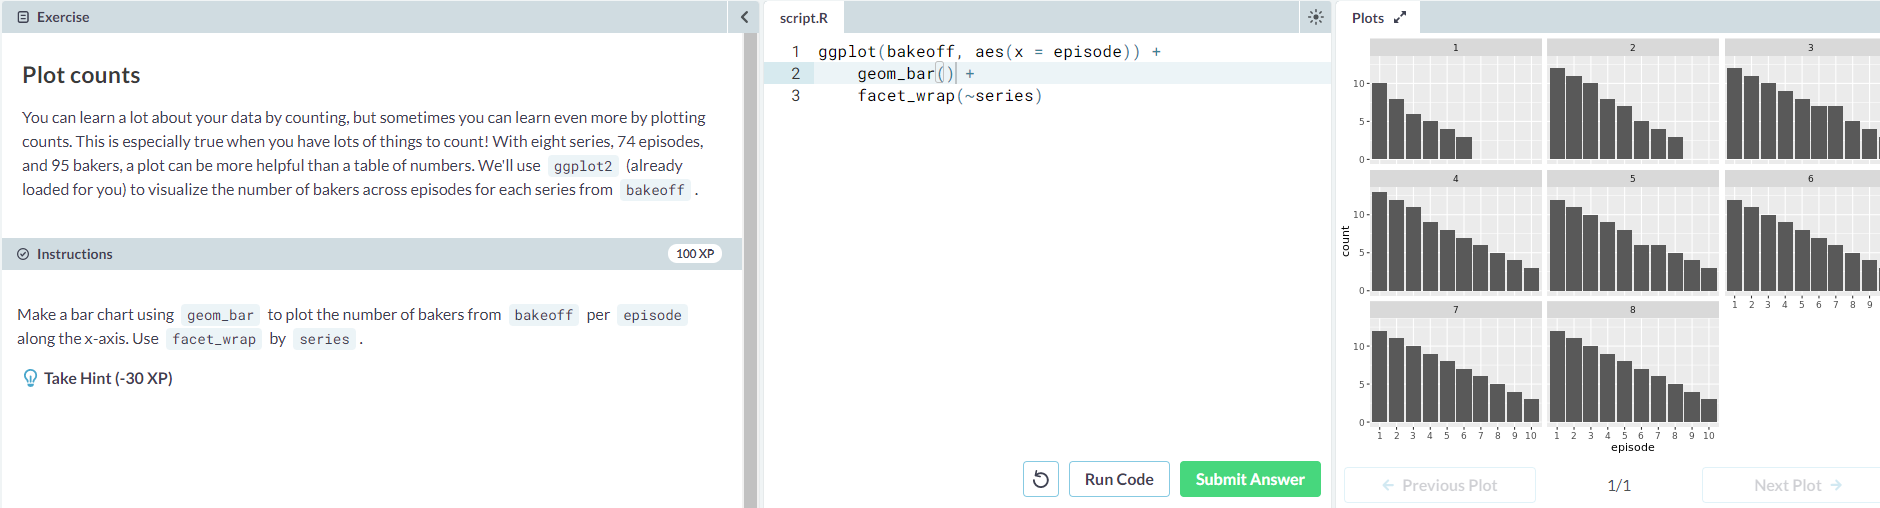 Exercise
Plot counts
You can learn a lot about your data by counting, but sometimes you can learn even more by plotting
counts. This is especially true when you have lots of things to count! With eight series, 74 episodes,
and 95 bakers, a plot can be more helpful than a table of numbers. We'll use ggplot2 (already
loaded for you) to visualize the number of bakers across episodes for each series from bakeoff .
Instructions
100 XP
Make a bar chart using geom_bar to plot the number of bakers from bakeoff per episode
along the x-axis. Use facet_wrap by series .
Take Hint (-30 XP)
script.R
1 ggplot(bakeoff, aes(x = episode)) +
2 geom_bar() +
3 facet_wrap(~series)
Run Code
Submit Answer
Plots
1 2 3
10
5
0
4 5 6
10
5
0
1 2 3 4 5 6 7 8 9
7 8
10
5
0
1 2 3 4 5 6 7 8 9 10 1 2 3 4 5 6 7 8 9 10
count
episode
Previous Plot
1/1
Next Plot